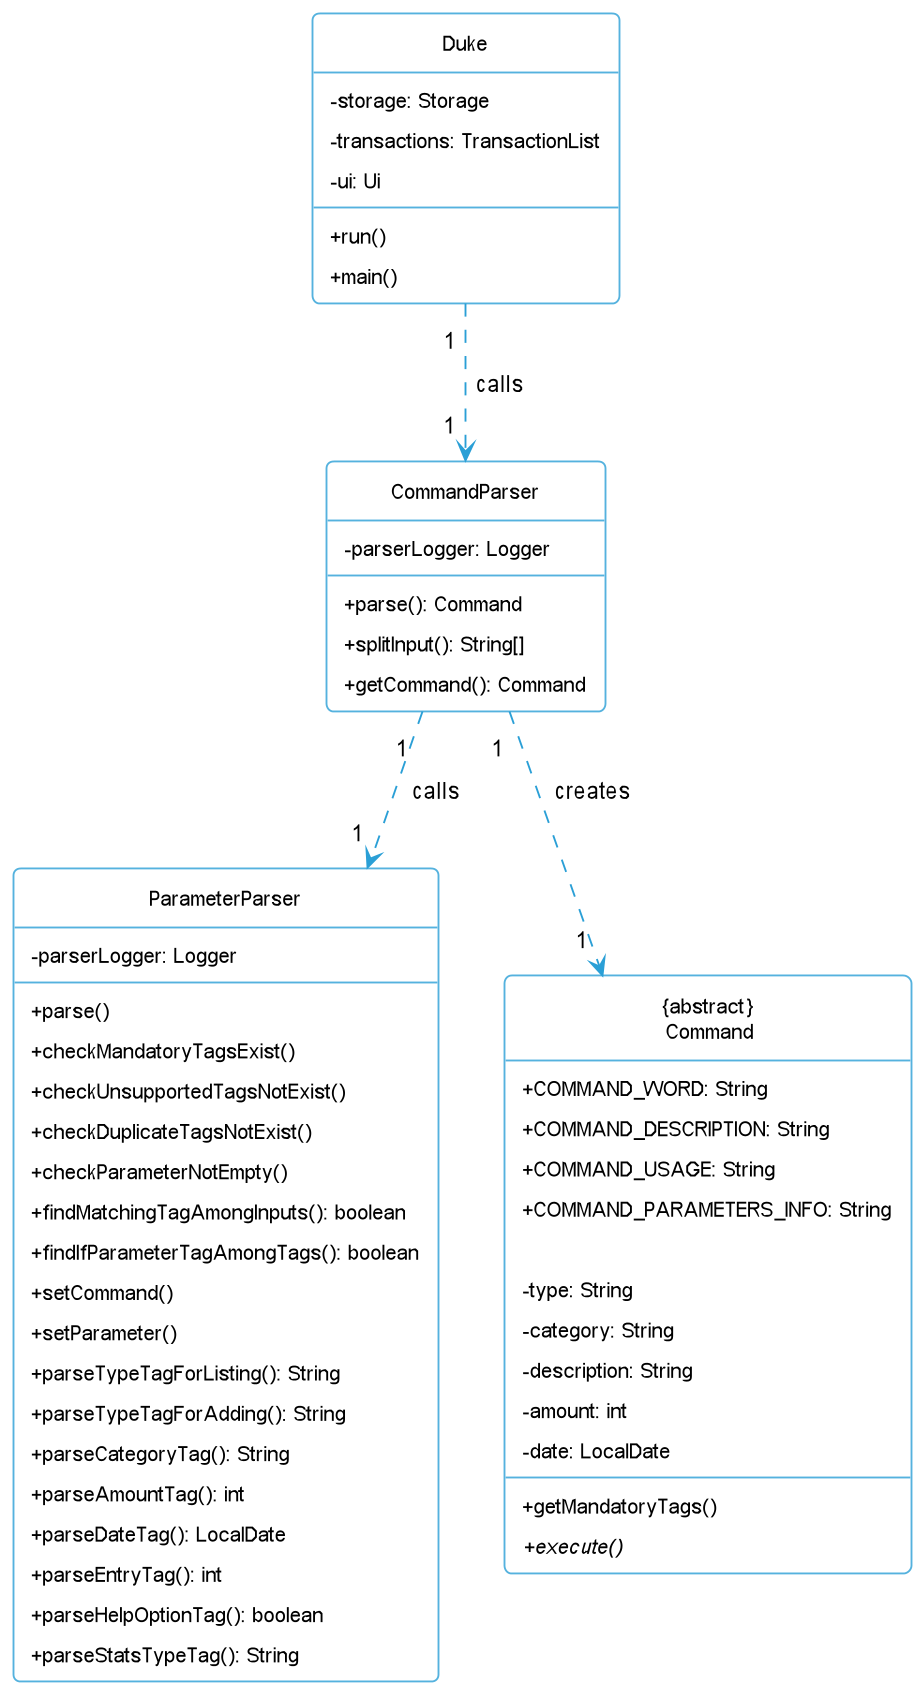 Duke
-storage: Storage
-transactions: TransactionList
-ui: Ui
+run()
+main()
1
calls
1
CommandParser
-parserLogger: Logger
+parse(): Command
+splitInput(): String[]
+getCommand(): Command
1
1
calls
creates
1
1
ParameterParser
-parserLogger: Logger
+parse()
+checkMandatoryTagsExist()
+checkUnsupportedTagsNotExist()
+checkDuplicateTagsNotExist()
+checkParameterNotEmpty()
+findMatchingTagAmongInputs(): boolean
+findIfParameterTagAmongTags(): boolean
+setCommand()
+setParameter()
+parseTypeTagForListing(): String
+parseTypeTagForAdding(): String
+parseCategoryTag(): String
+parseAmountTag(): int
+parseDateTag(): LocalDate
+parseEntryTag(): int
+parseHelpOptionTag(): boolean
+parseStatsTypeTag(): String
{abstract}
Command
+COMMAND_WORD: String
+COMMAND_DESCRIPTION: String
+COMMAND_USAGE: String
+COMMAND_PARAMETERS_INFO: String
-type: String
-category: String
-description: String
-amount: int
-date: LocalDate
+getMandatoryTags()
+execute()